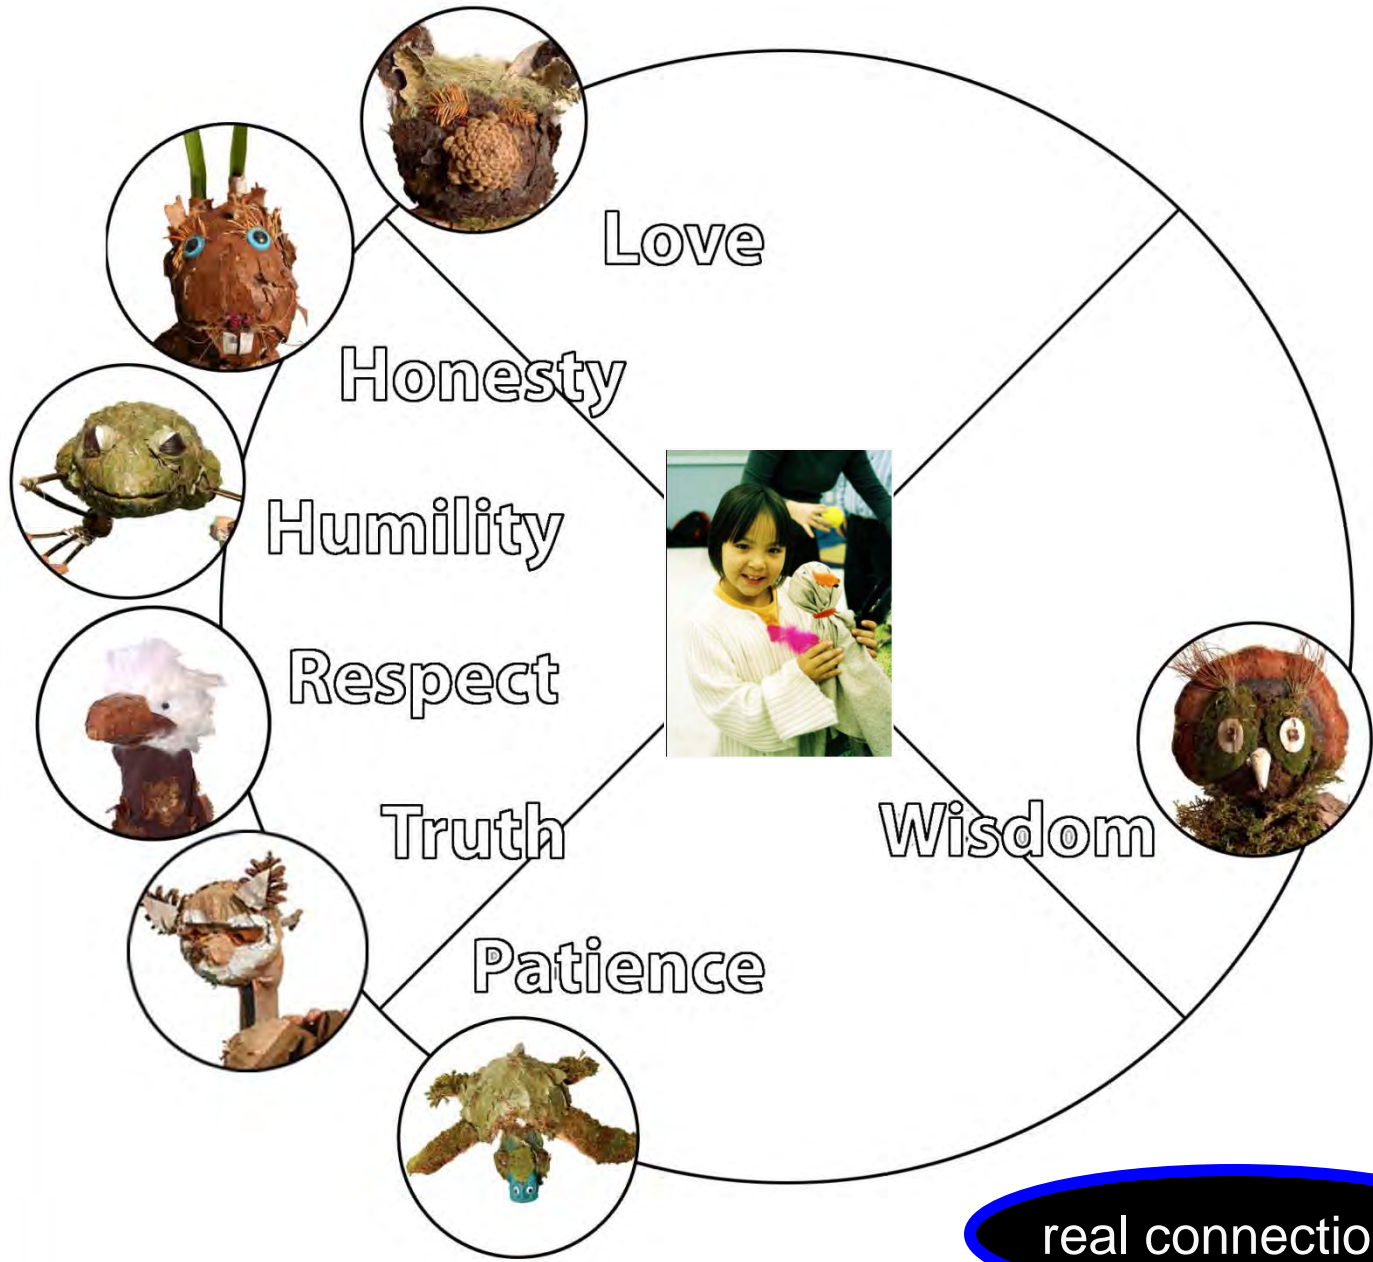 Love
Honesty
Humility
Respect
Truth
Wisdom
Patience
real connectio